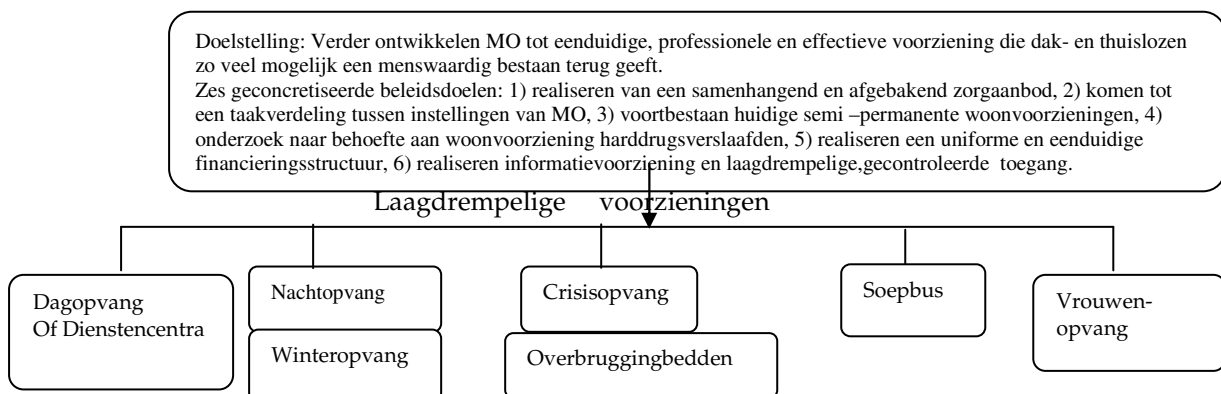 Doelstelling: Verder ontwikkelen MO tot eenduidige, professionele en effectieve voorziening die dak- en thuislozen
zo veel mogelijk een menswaardig bestaan terug geeft.
Zes geconcretiseerde beleidsdoelen: 1) realiseren van een samenhangend en afgebakend zorgaanbod, 2) komen tot
een taakverdeling tussen instellingen van MO, 3) voortbestaan huidige semi –permanente woonvoorzieningen, 4)
onderzoek naar behoefte aan woonvoorziening harddrugsverslaafden, 5) realiseren een uniforme en eenduidige
financieringsstructuur, 6) realiseren informatievoorziening en laagdrempelige,gecontroleerde toegang.
Laagdrempelige voorzieningen
Dagopvang
Of Dienstencentra
Nachtopvang
Winteropvang
Crisisopvang
Overbruggingbedden
Soepbus
Vrouwen-
opvang